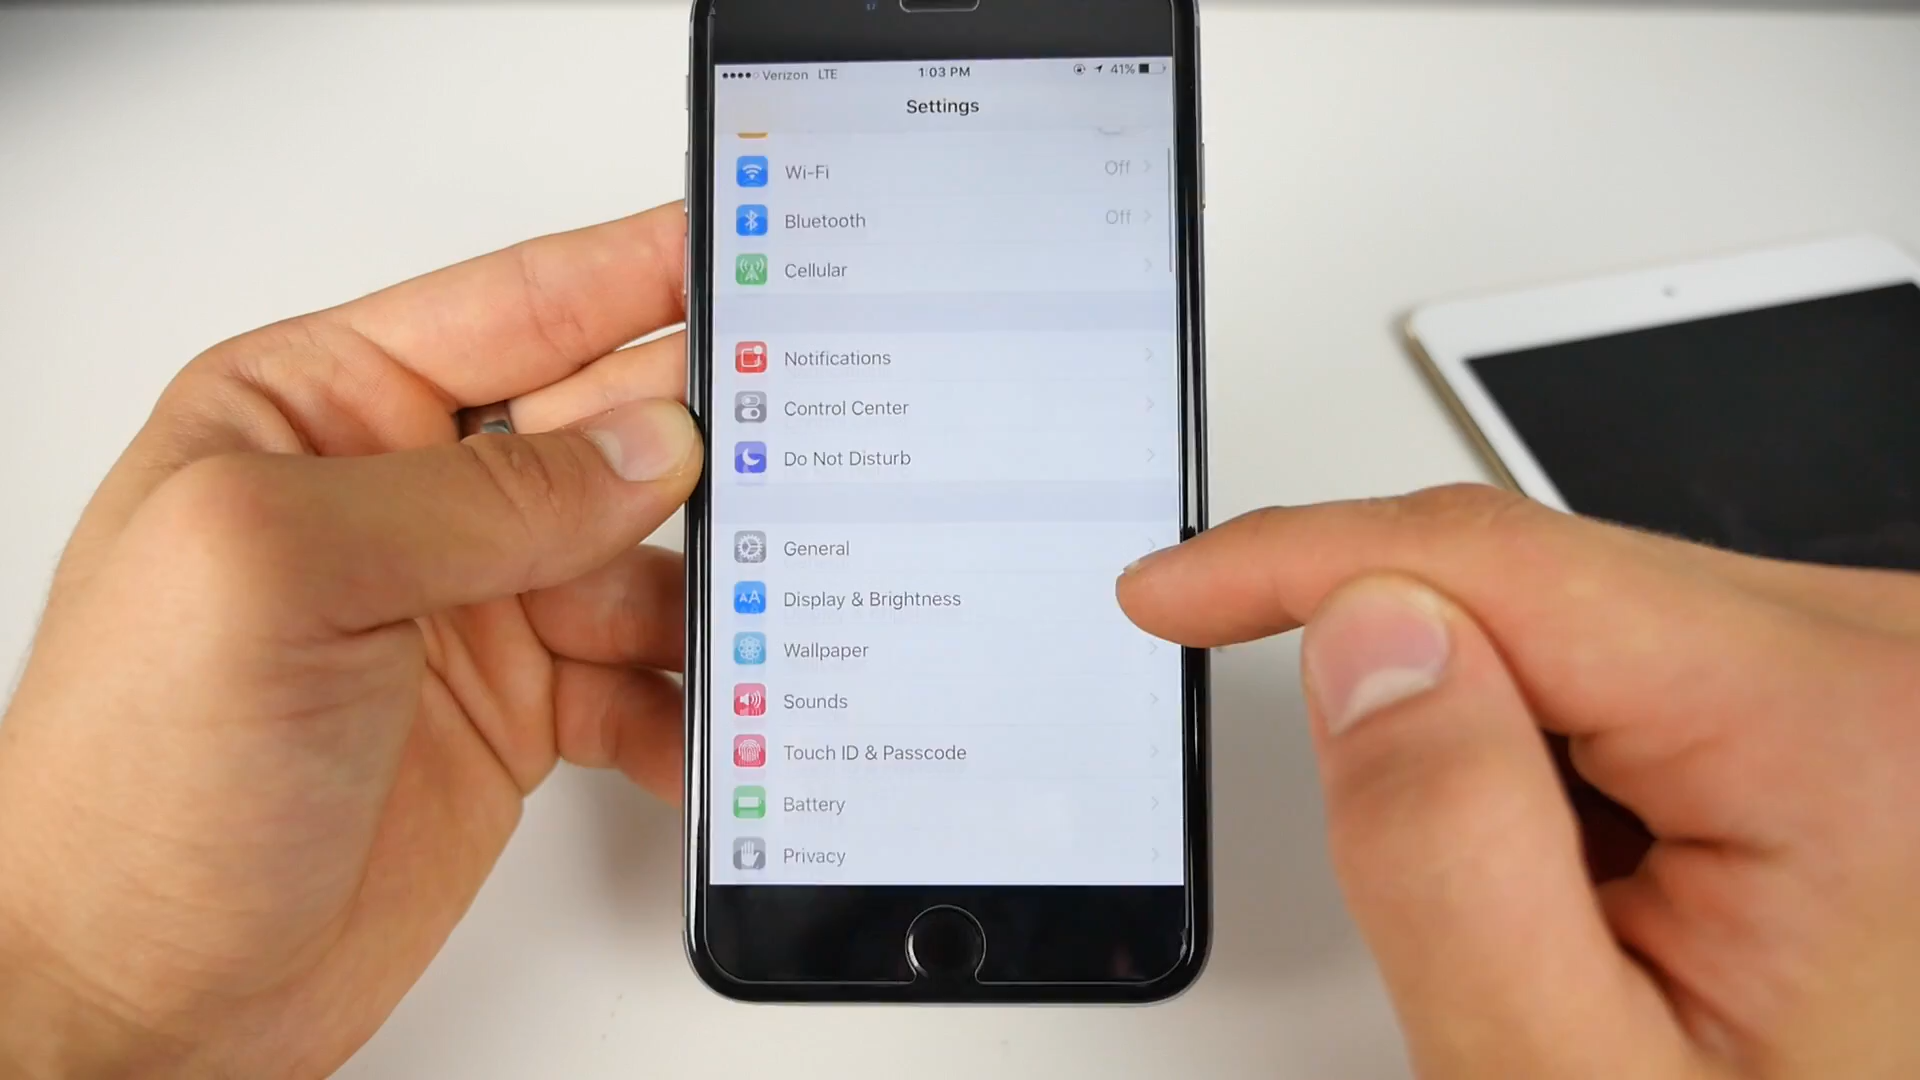 Verizon LTE 1:03 PM 41%
Settings
Wi-Fi Off
Bluetooth Off
Cellular
Notifications
Control Center
Do Not Disturb
General
Display & Brightness
Wallpaper
Sounds
Touch ID & Passcode
Battery
Privacy